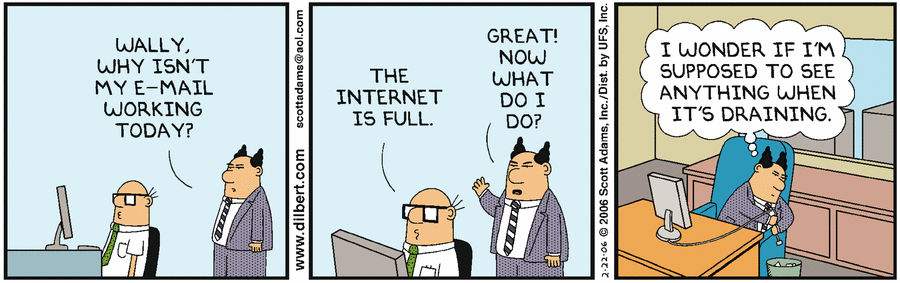 WALLY,
WHY ISN'T
MY E-MAIL
WORKING
TODAY?
www.dilbert.com scottadams@aol.com
THE
INTERNET
IS FULL.
GREAT!
NOW
WHAT
DO I
DO?
2-22-06 © 2006 Scott Adams, Inc./Dist. by UFS, Inc.
I WONDER IF I'M
SUPPOSED TO SEE
ANYTHING WHEN
IT'S DRAINING.